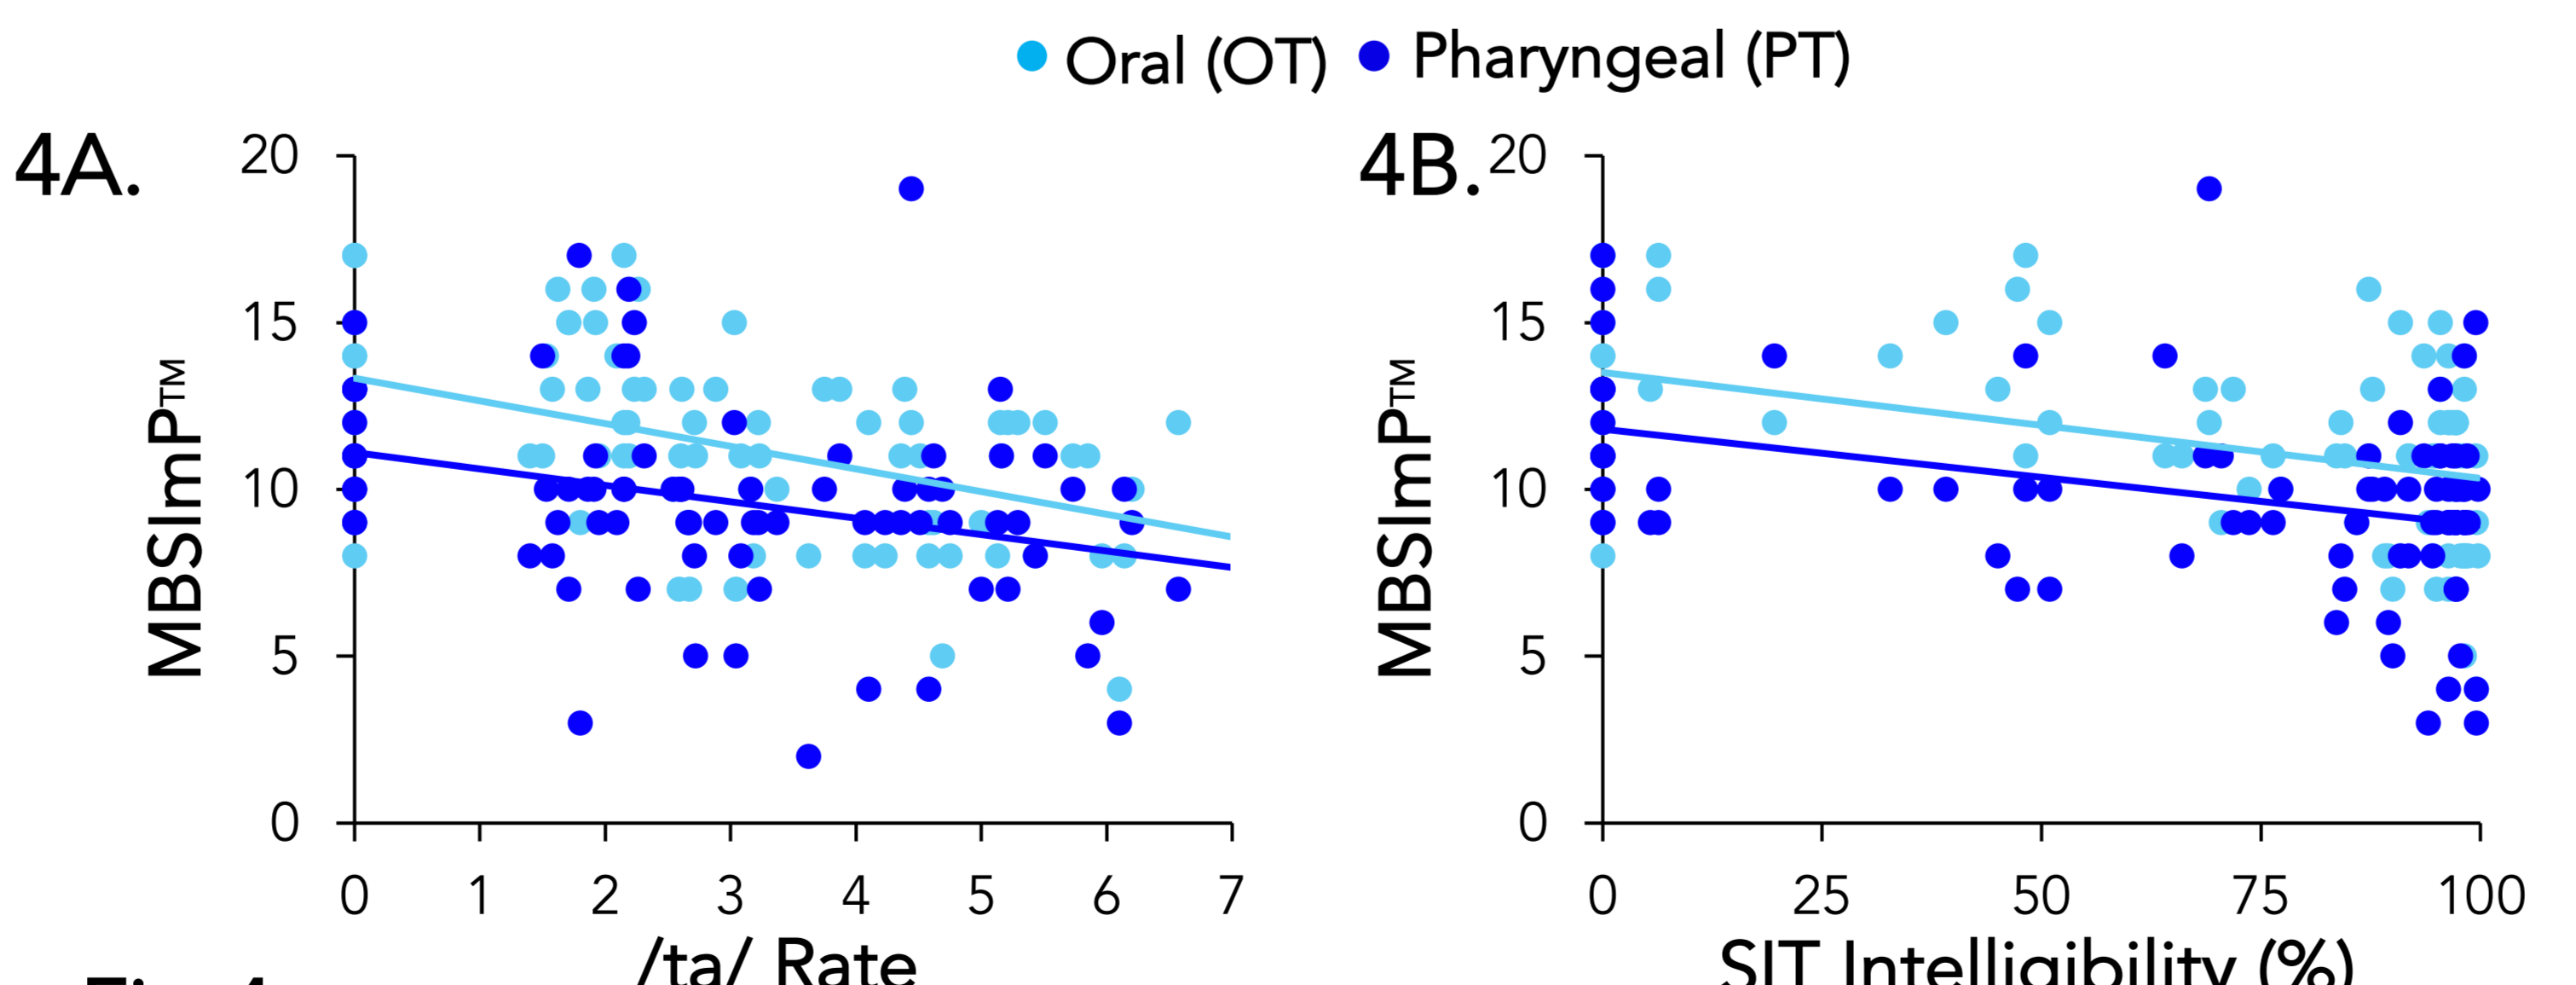 Oral (OT) Pharyngeal (PT)
4A.
20
15
10
5
0
MBSImP™
0 1 2 3 4 5 6 7
/ta/ Rate
4B.
20
15
10
5
0
MBSImP™
0 25 50 75 100
SIT Intelligibility (%)